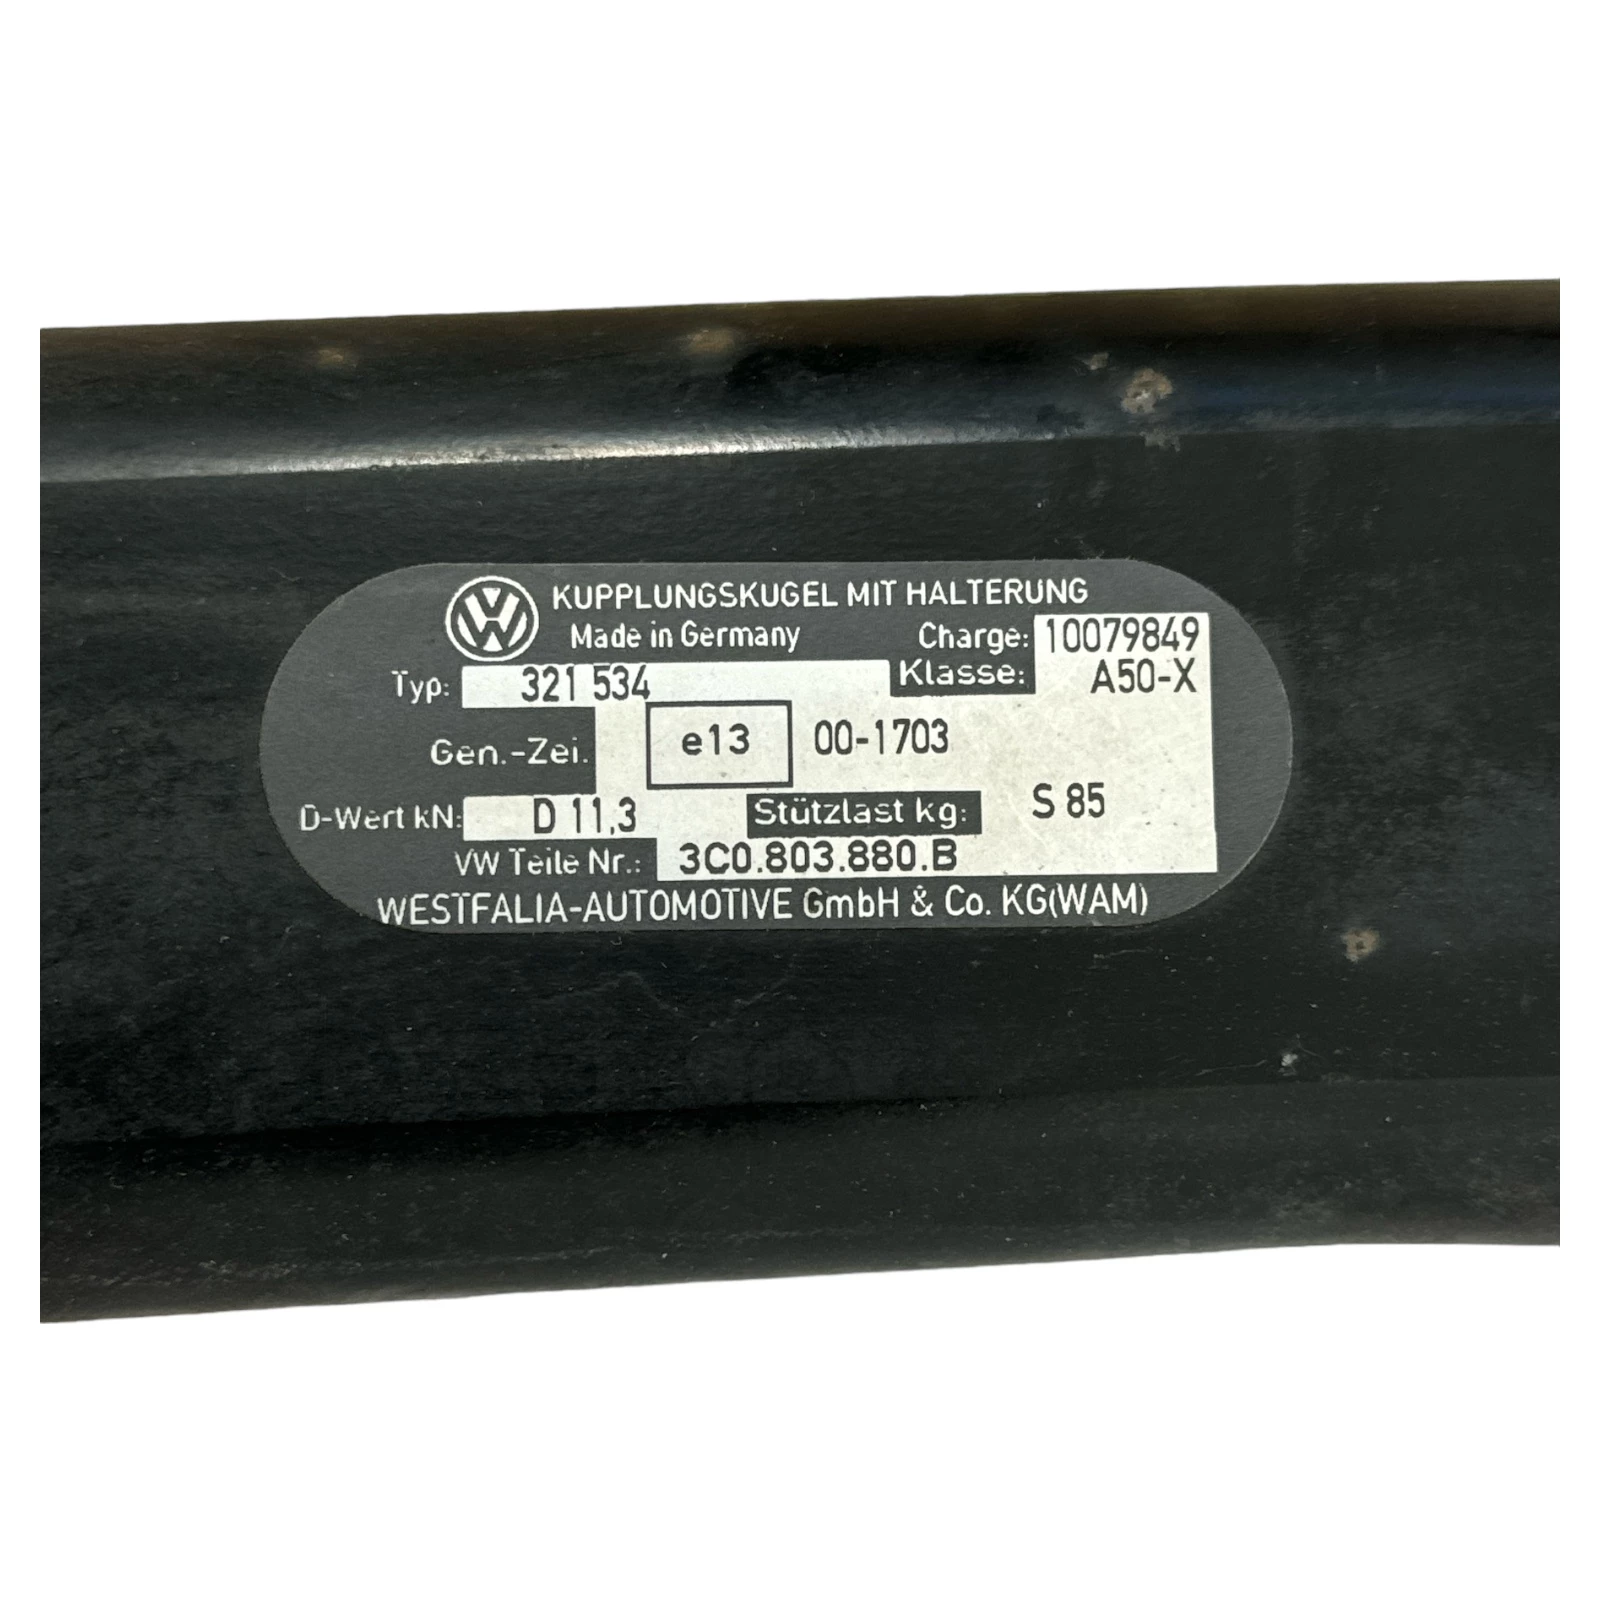 KUPPLUNGSKUGEL MIT HALTERUNG
Made in Germany Charge: 10079849
Typ: 321 534 Klasse: A50-X
Gen.-Zei. e13 00-1703
D-Wert kN: D 11,3 Stützlast kg: S 85
VW Teile Nr.: 3C0.803.880.B
WESTFALIA-AUTOMOTIVE GmbH & Co. KG(WAM)